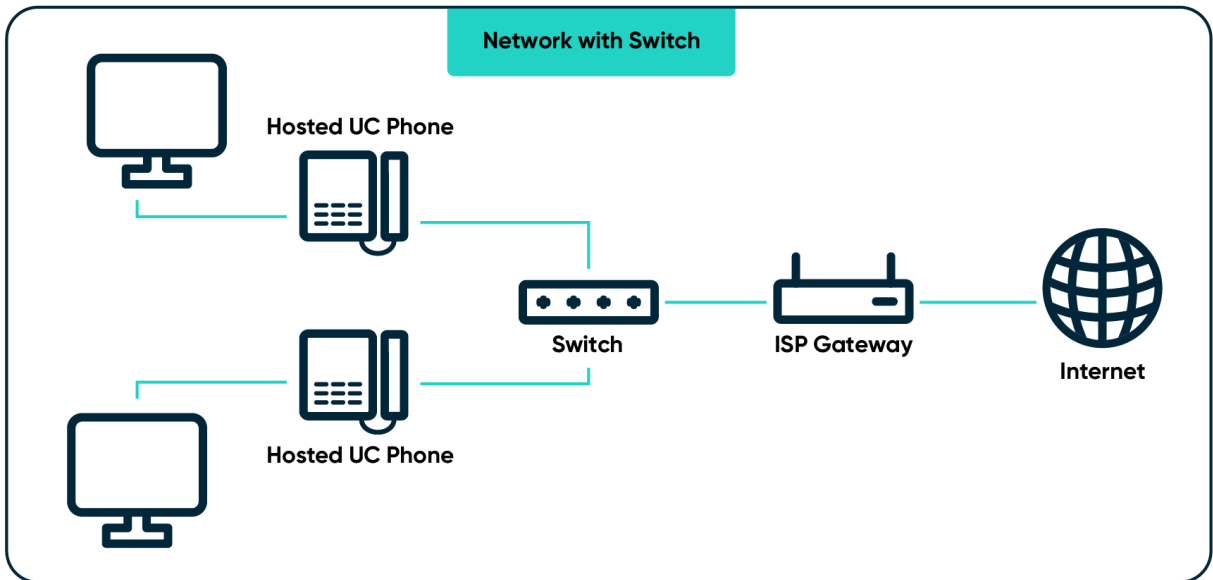 Network with Switch
Hosted UC Phone
Switch
ISP Gateway
Internet
Hosted UC Phone